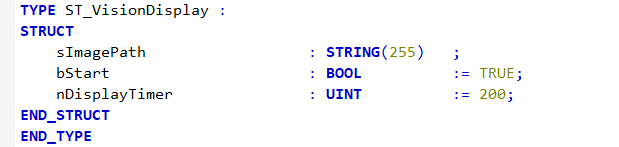 TYPE ST_VisionDisplay :
STRUCT
    sImagePath                    : STRING(255)   ;
    bStart                        : BOOL            := TRUE;
    nDisplayTimer                 : UINT            := 200;
END_STRUCT
END_TYPE